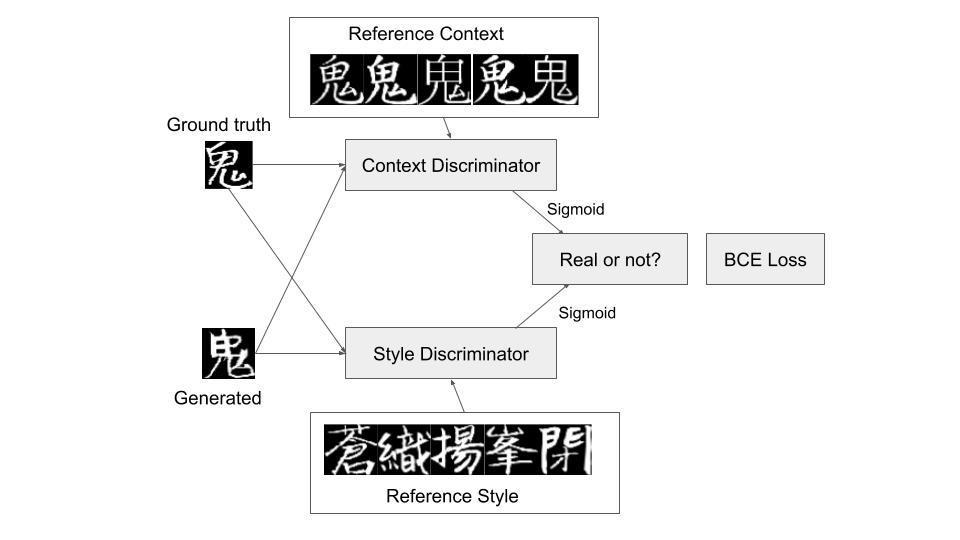 Reference Context
鬼鬼鬼鬼鬼
Ground truth
鬼
Context Discriminator
Sigmoid
Real or not?
BCE Loss
Sigmoid
鬼
Style Discriminator
Generated
蒼織揚峯閉
Reference Style